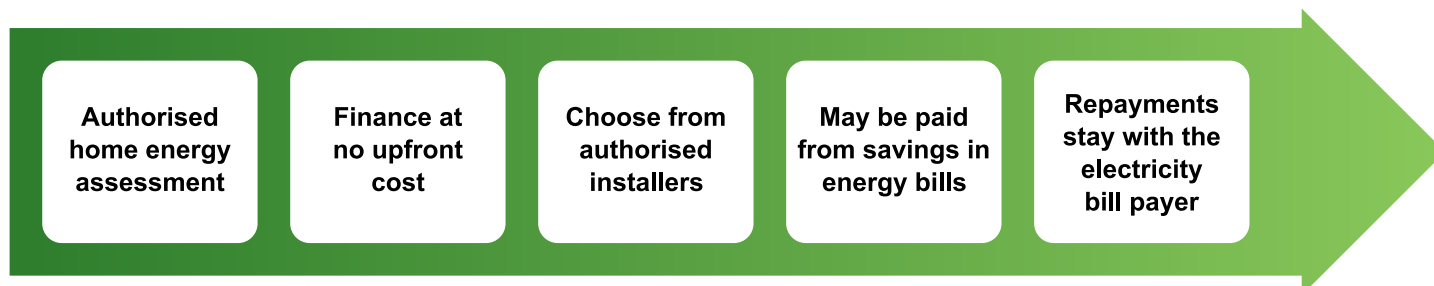 Authorised
home energy
assessment
Finance at
no upfront
cost
Choose from
authorised
installers
May be paid
from savings in
energy bills
Repayments
stay with the
electricity
bill payer